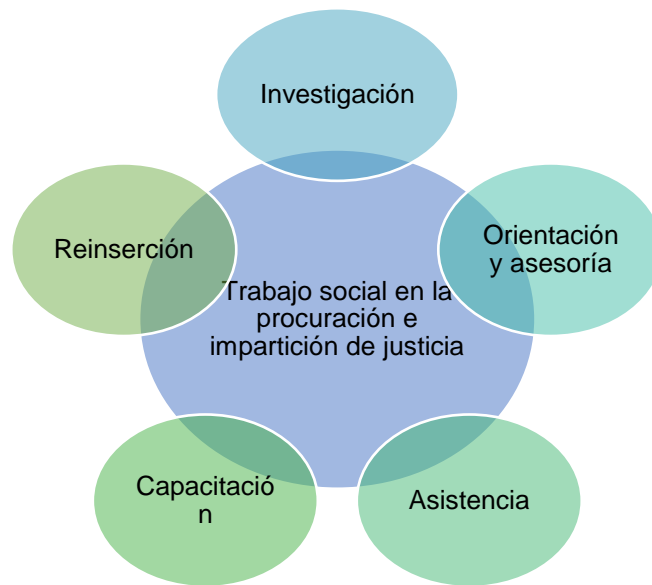 Investigación
Reinserción
Orientación
y asesoría
Trabajo social en la
procuración e
impartición de justicia
Capacitació
n
Asistencia